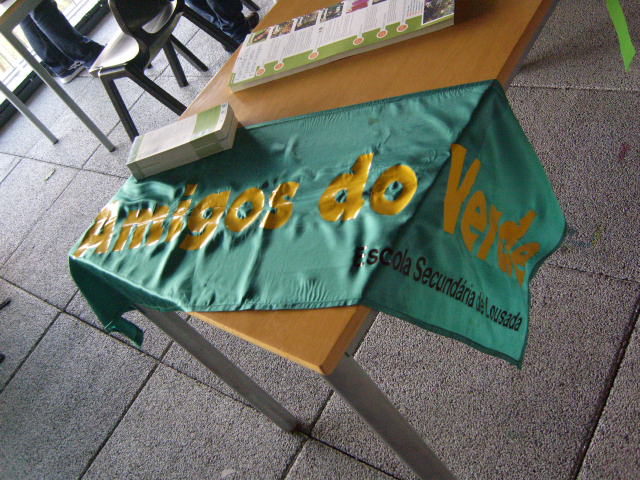 Amigos do Verde
Escola Secundária de Lousada